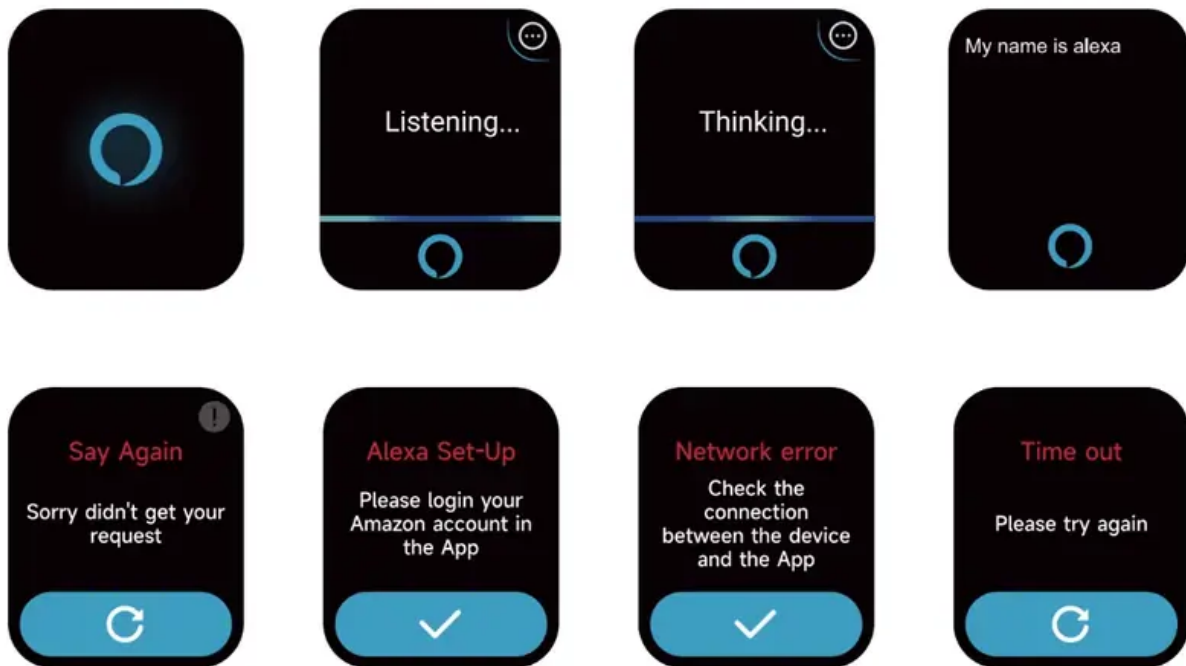 Listening...
Thinking...
My name is alexa
Say Again
Sorry didn't get your
request
Alexa Set-Up
Please login your
Amazon account in
the App
Network error
Check the
connection
between the device
and the App
Time out
Please try again